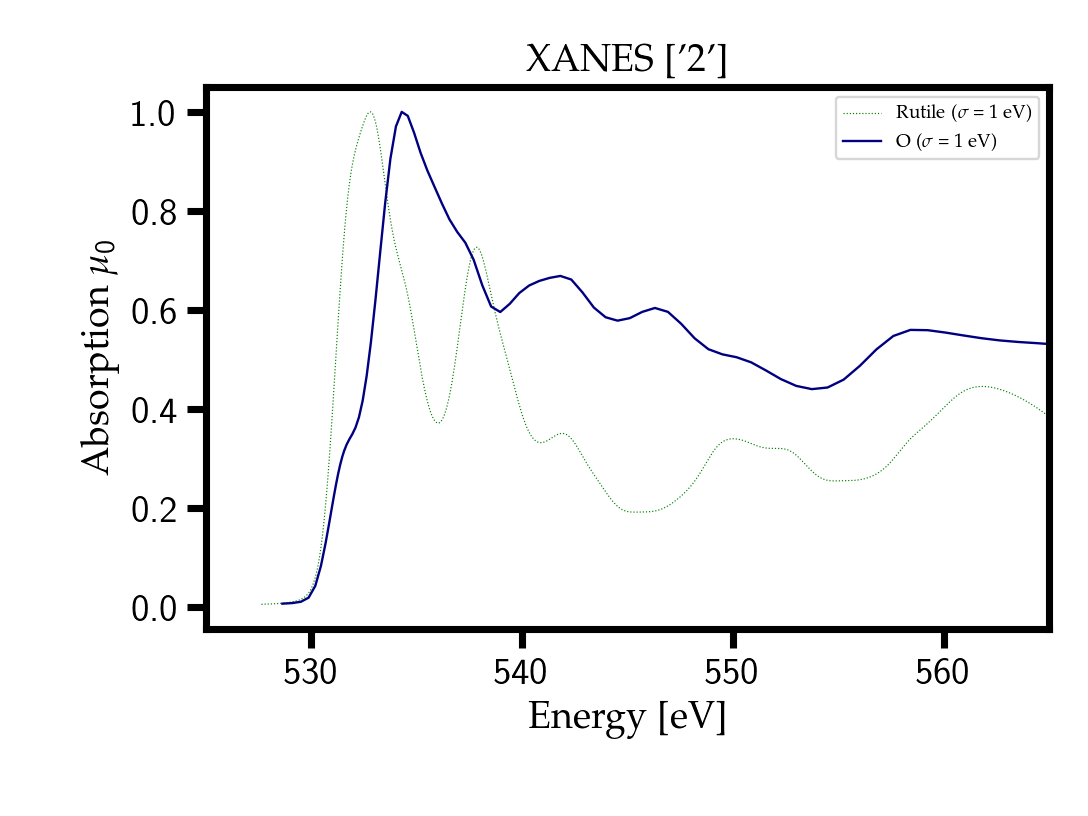 XANES ['2']
Rutile (σ = 1 eV)
O (σ = 1 eV)
Absorption μ₀
1.0
0.8
0.6
0.4
0.2
0.0
530 540 550 560
Energy [eV]